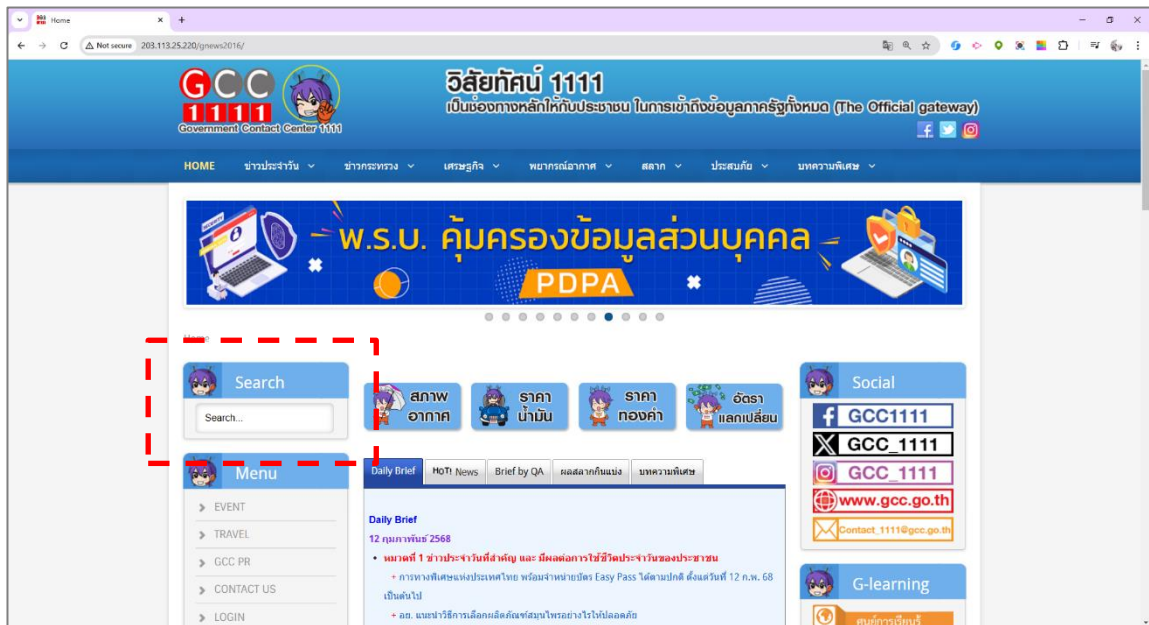 Home
Not secure 203.113.25.220/gnews2016/
GCC
1111
Government Contact Center 1111
วิสัยทัศน์ 1111
เป็นช่องทางหลักให้กับประชาชน ในการเข้าถึงข้อมูลภาครัฐทั้งหมด (The Official gateway)
HOME ข่าวประจำวัน ข่าวกระทรวง เศรษฐกิจ พยากรณ์อากาศ สลาก ประสบภัย บทความพิเศษ
พ.ร.บ. คุ้มครองข้อมูลส่วนบุคคล
PDPA
Home
Search
Search...
สภาพ อากาศ
ราคา น้ำมัน
ราคา ทองคำ
อัตรา แลกเปลี่ยน
Menu
EVENT
TRAVEL
GCC PR
CONTACT US
LOGIN
Daily Brief HOT! News Brief by QA ผลสลากกินแบ่ง บทความพิเศษ
Daily Brief
12 กุมภาพันธ์ 2568
• หมวดที่ 1 ข่าวประจำวันที่สำคัญ และ มีผลต่อการใช้ชีวิตประจำวันของประชาชน
+ การทางพิเศษแห่งประเทศไทย พร้อมจำหน่ายบัตร Easy Pass ได้ตามปกติ ตั้งแต่วันที่ 12 ก.พ. 68
เป็นต้นไป
+ อย. แนะนำวิธีการเลือกผลิตภัณฑ์สมุนไพรอย่างไรให้ปลอดภัย
Social
GCC1111
GCC_1111
GCC_1111
www.gcc.go.th
Contact_1111@gcc.go.th
G-learning
ศูนย์การเรียนรู้